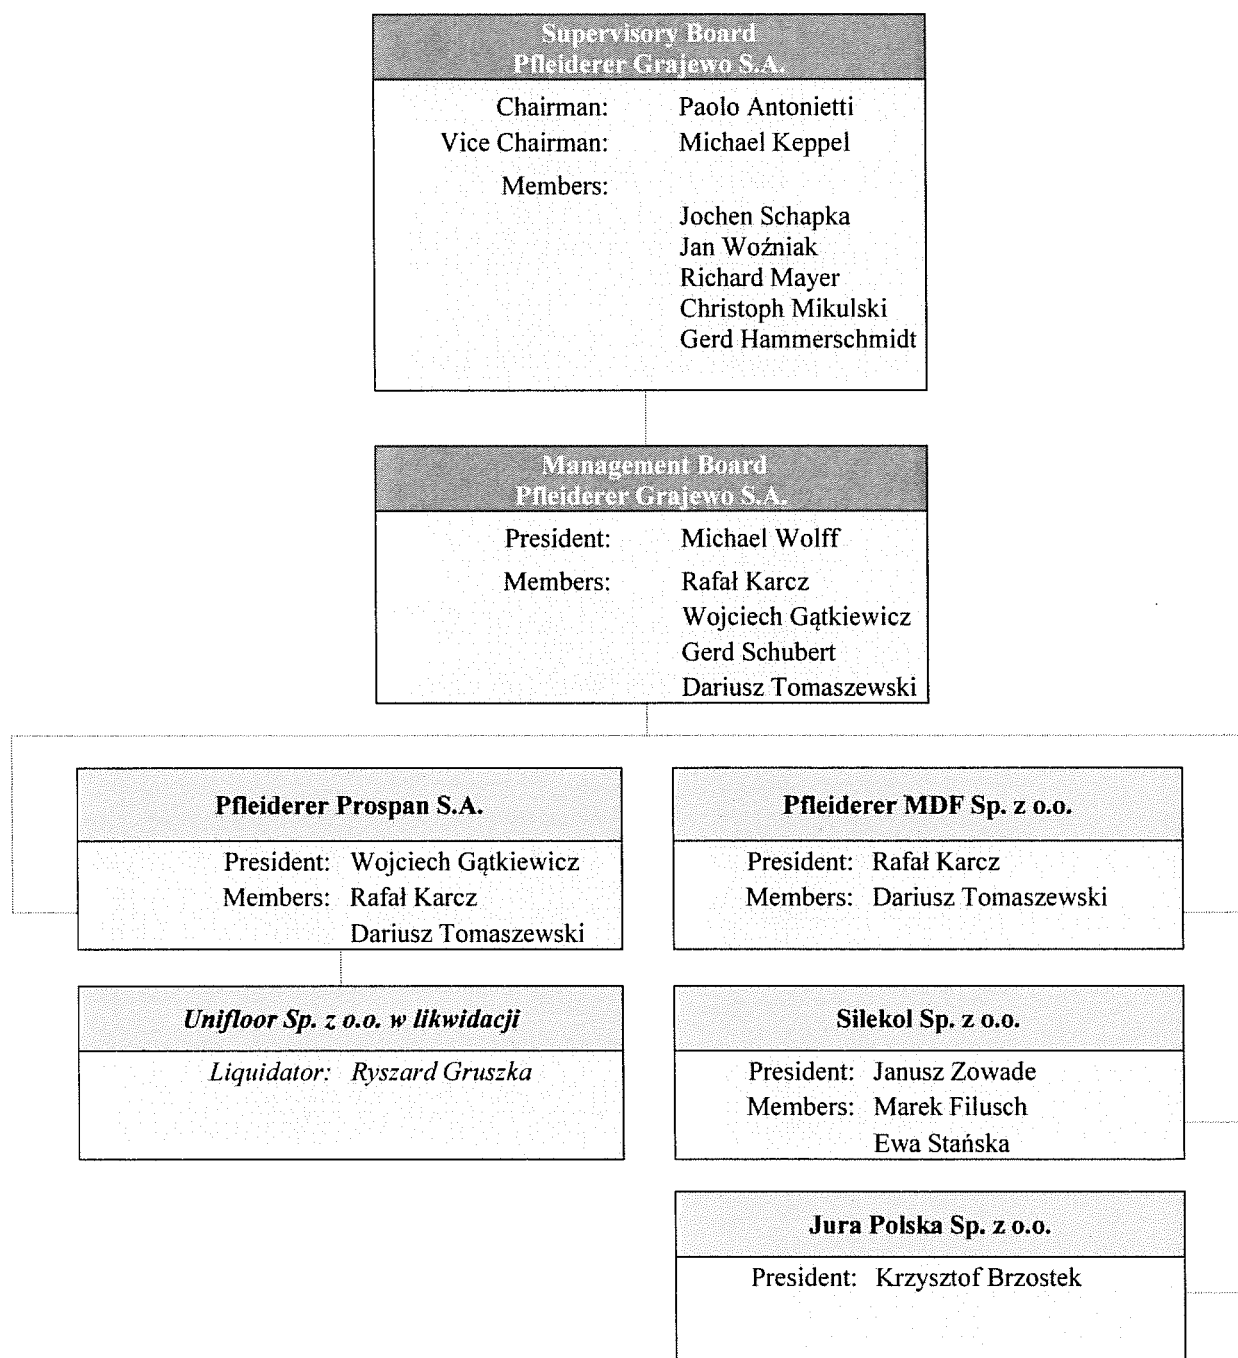 Supervisory Board
Pfleiderer Grajewo S.A.
Chairman: Paolo Antonietti
Vice Chairman: Michael Keppel
Members:
Jochen Schapka
Jan Woźniak
Richard Mayer
Christoph Mikulski
Gerd Hammerschmidt
Management Board
Pfleiderer Grajewo S.A.
President: Michael Wolff
Members: Rafał Karcz
Wojciech Gątkiewicz
Gerd Schubert
Dariusz Tomaszewski
Pfleiderer Prospan S.A.
President: Wojciech Gątkiewicz
Members: Rafał Karcz
Dariusz Tomaszewski
Pfleiderer MDF Sp. z o.o.
President: Rafał Karcz
Members: Dariusz Tomaszewski
Unifloor Sp. z o.o. w likwidacji
Liquidator: Ryszard Gruszka
Silekol Sp. z o.o.
President: Janusz Zowade
Members: Marek Filusch
Ewa Stańska
Jura Polska Sp. z o.o.
President: Krzysztof Brzostek